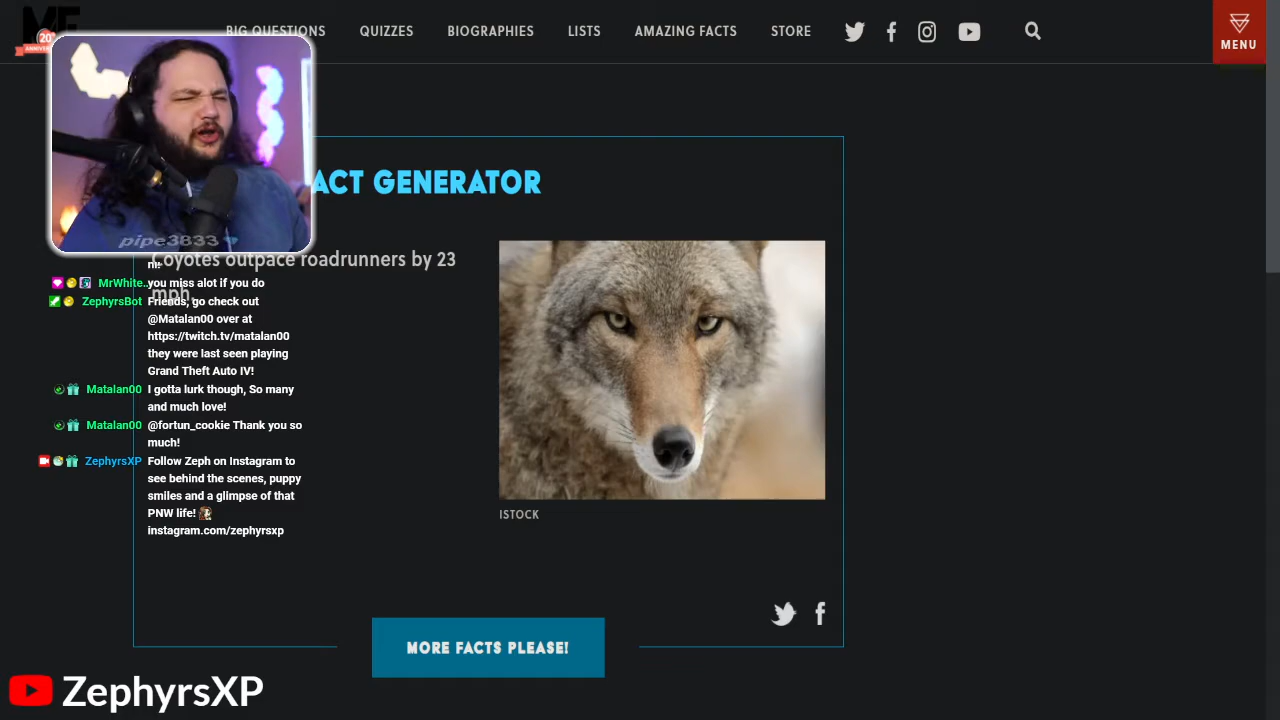 MF
20
ANNIVERS
BIG QUESTIONS
QUIZZES
BIOGRAPHIES
LISTS
AMAZING FACTS
STORE
MENU
ACT GENERATOR
pipe3833
Coyotes outpace roadrunners by 23
mph.
MrWhite.. you miss alot if you do
ZephyrsBot Friends, go check out
@Matalan00 over at
https://twitch.tv/matalan00
they were last seen playing
Grand Theft Auto IV!
Matalan00 I gotta lurk though, So many
and much love!
Matalan00 @fortun_cookie Thank you so
much!
ZephyrsXP Follow Zeph on Instagram to
see behind the scenes, puppy
smiles and a glimpse of that
PNW life!
instagram.com/zephyrsxp
ISTOCK
MORE FACTS PLEASE!
ZephyrsXP